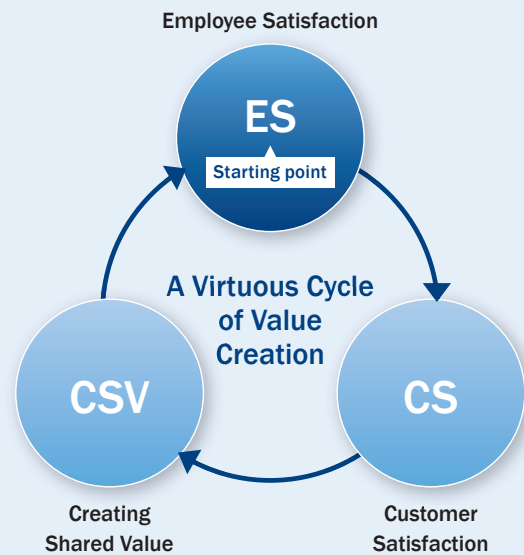 Employee Satisfaction
ES
Starting point
A Virtuous Cycle
of Value
Creation
CSV
CS
Creating
Shared Value
Customer
Satisfaction